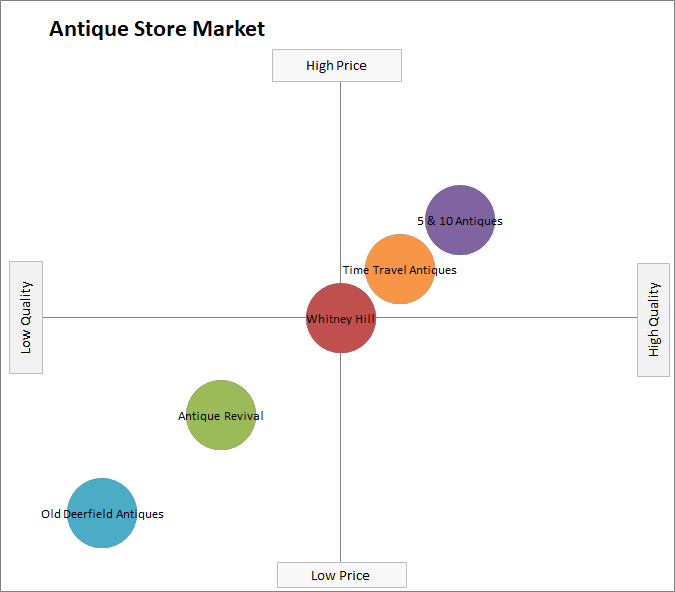 Antique Store Market
High Price
5 & 10 Antiques
Time Travel Antiques
Low Quality
Whitney Hill
High Quality
Antique Revival
Old Deerfield Antiques
Low Price